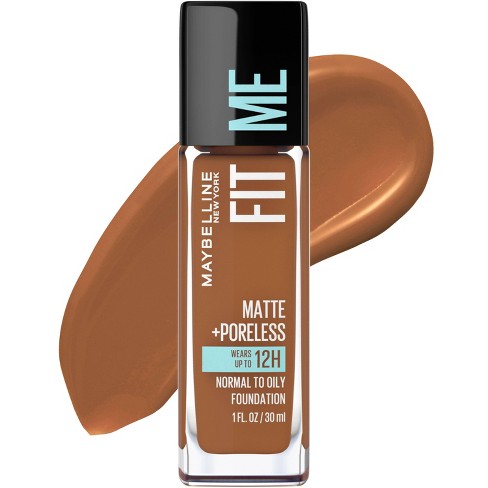 FIT ME
MAYBELLINE
NEW YORK
MATTE
+PORELESS
WEARS
UP TO 12H
NORMAL TO OILY
FOUNDATION
1 FL. OZ / 30 ml